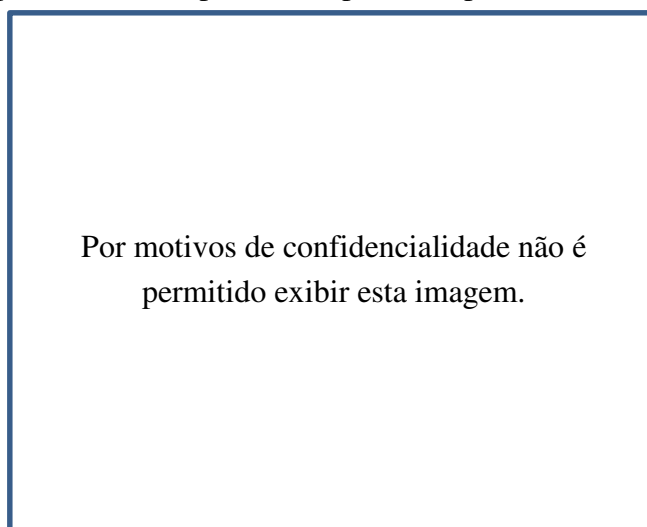 Por motivos de confidencialidade não é
permitido exibir esta imagem.